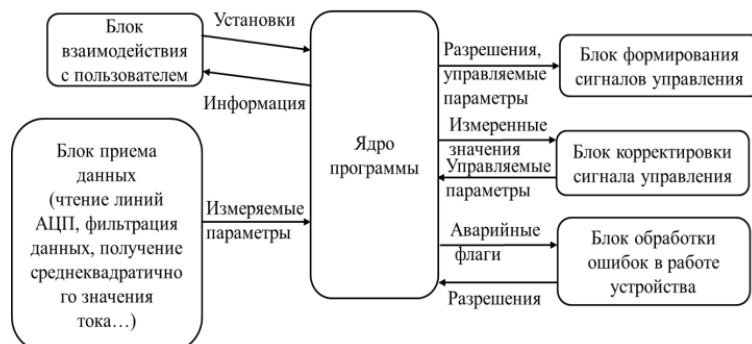 Блок
взаимодействия
с пользователем
Установки
Информация
Блок приема
данных
(чтение линий
АЦП, фильтрация
данных, получение
среднеквадратично
го значения
тока…)
Измеряемые
параметры
Ядро
программы
Разрешения,
управляемые
параметры
Блок формирования
сигналов управления
Измеренные
значения
Управляемые
параметры
Блок корректировки
сигнала управления
Аварийные
флаги
Разрешения
Блок обработки
ошибок в работе
устройства